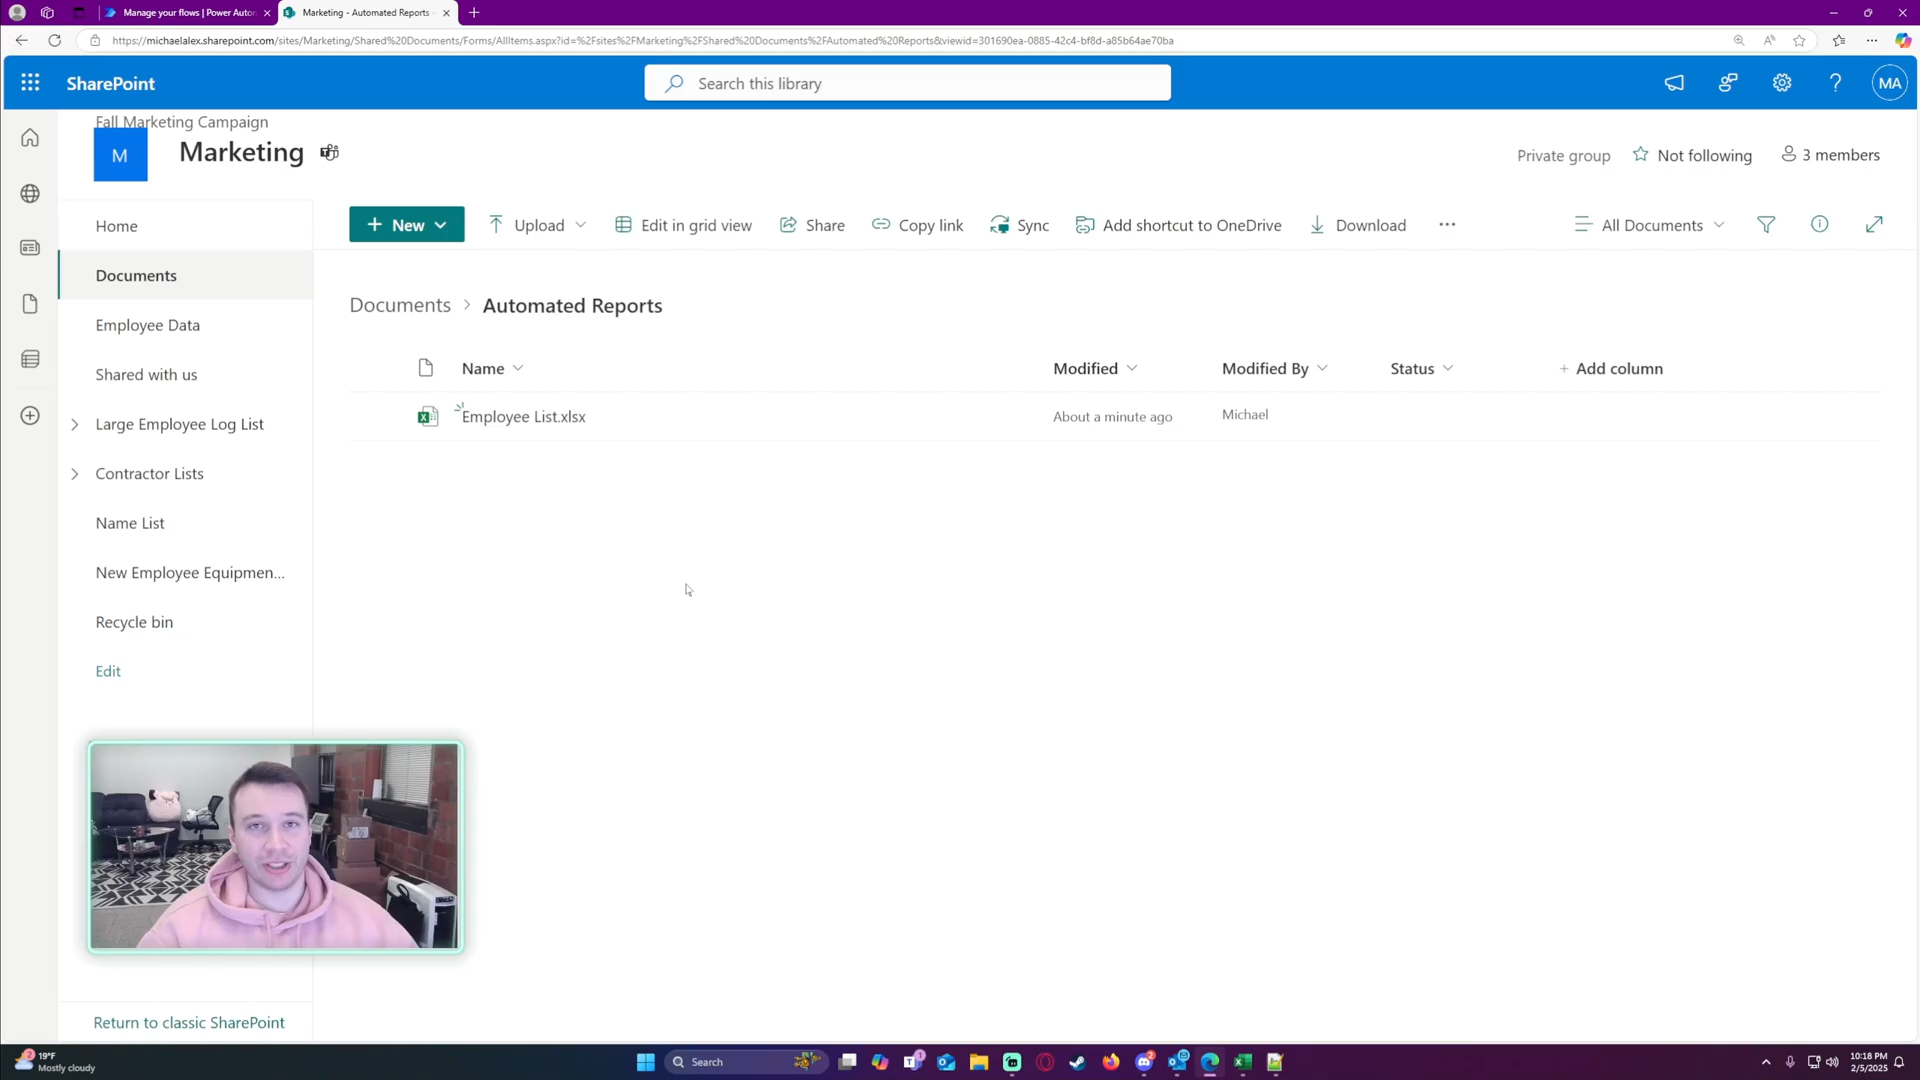 Manage your flows | Power Autom
Marketing - Automated Reports
https://michaelalex.sharepoint.com/sites/Marketing/Shared%20Documents/Forms/AllItems.aspx?id=%2Fsites%2FMarketing%2FShared%20Documents%2FAutomated%20Reports&viewid=301690ea-0885-42c4-bf8d-a85b64ae70ba
SharePoint
Search this library
MA
Fall Marketing Campaign
M
Marketing
Private group
Not following
3 members
New
Upload
Edit in grid view
Share
Copy link
Sync
Add shortcut to OneDrive
Download
All Documents
Home
Documents
Employee Data
Shared with us
Large Employee Log List
Contractor Lists
Name List
New Employee Equipmen...
Recycle bin
Edit
Documents > Automated Reports
Name
Modified
Modified By
Status
+ Add column
Employee List.xlsx
About a minute ago
Michael
Return to classic SharePoint
19°F
Mostly cloudy
Search
10:18 PM
2/5/2025